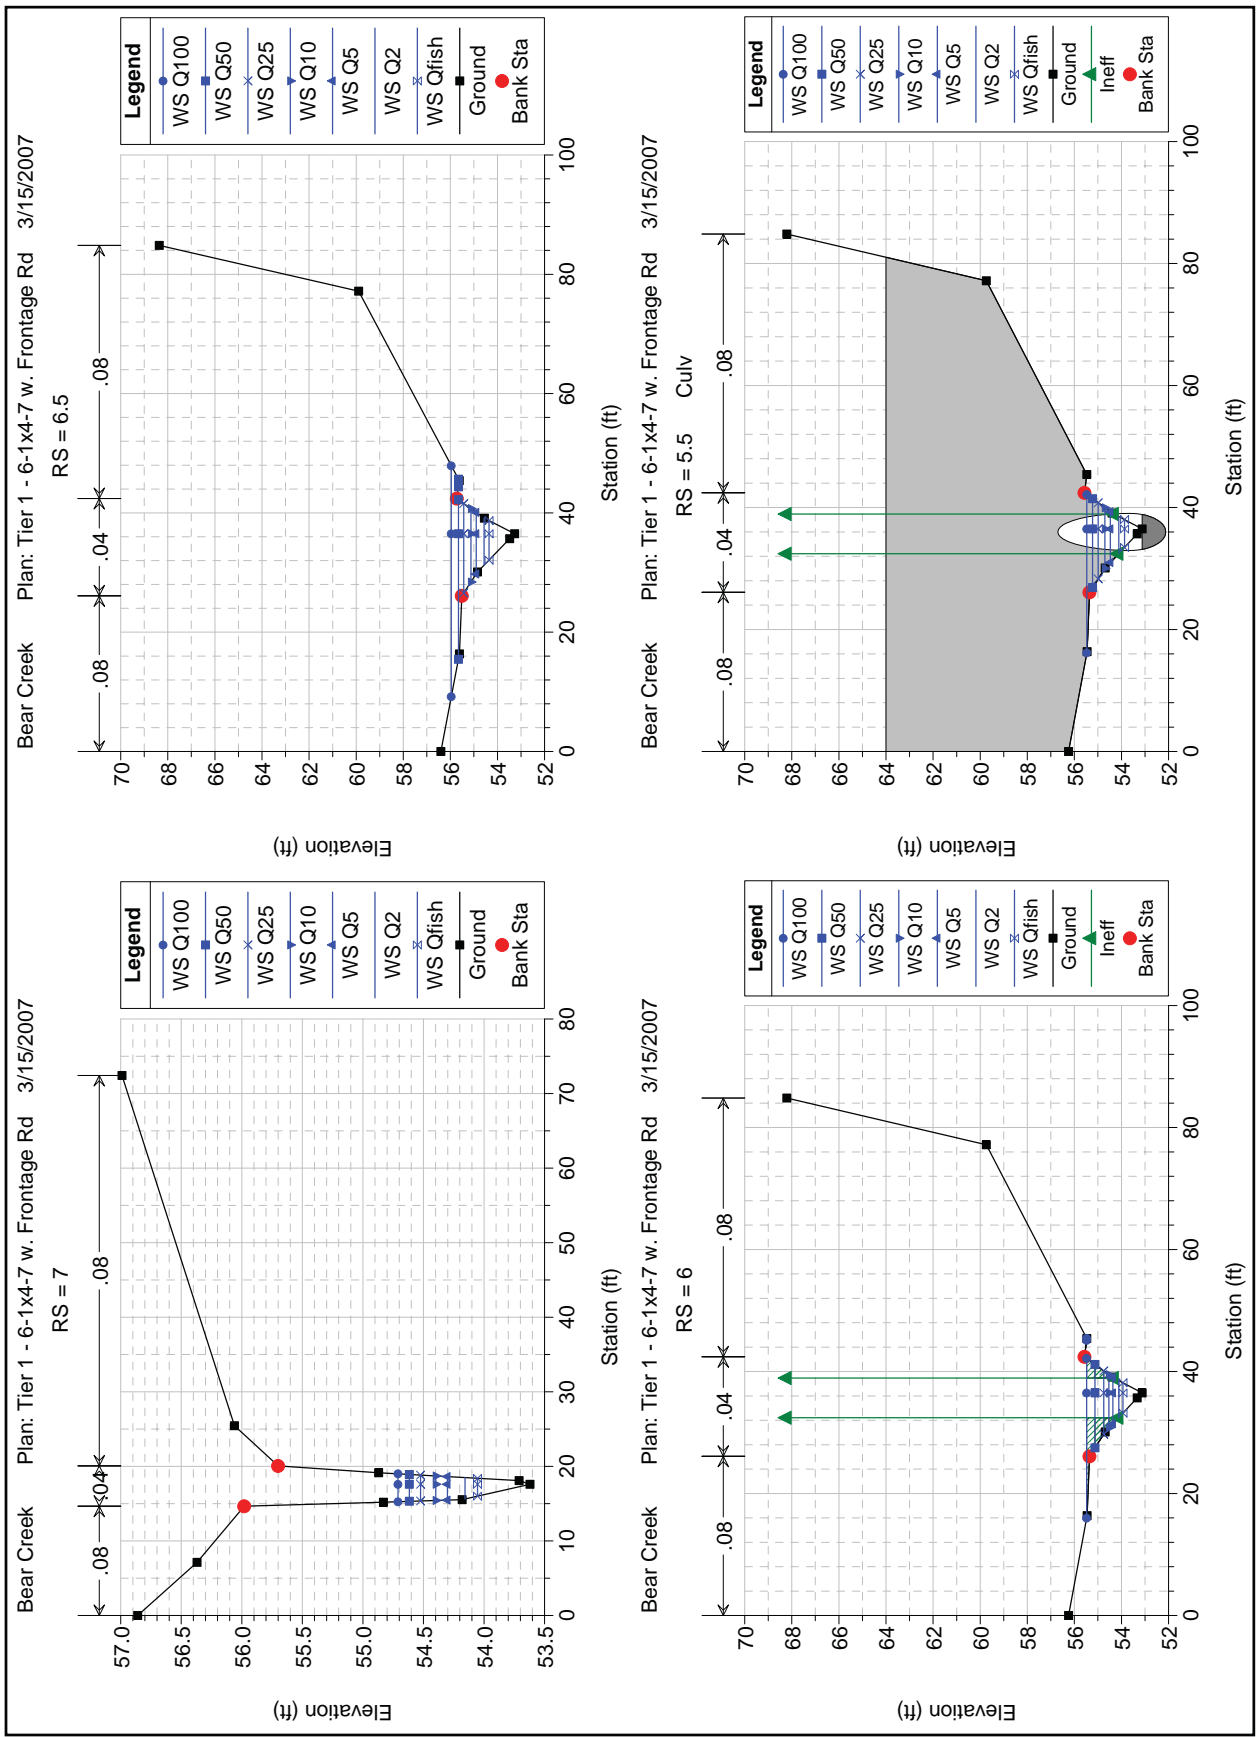 Bear Creek Plan: Tier 1 - 6-1x4-7 w. Frontage Rd 3/15/2007
RS = 7
.08
.04
.08
57.0
56.5
56.0
55.5
55.0
54.5
54.0
53.5
0
10
20
30
40
50
60
70
80
Station (ft)
Elevation (ft)
Legend
WS Q100
WS Q50
WS Q25
WS Q10
WS Q5
WS Q2
WS Qfish
Ground
Bank Sta
Bear Creek Plan: Tier 1 - 6-1x4-7 w. Frontage Rd 3/15/2007
RS = 6.5
.08
.04
.08
70
68
66
64
62
60
58
56
54
52
0
20
40
60
80
100
Station (ft)
Elevation (ft)
Legend
WS Q100
WS Q50
WS Q25
WS Q10
WS Q5
WS Q2
WS Qfish
Ground
Bank Sta
Bear Creek Plan: Tier 1 - 6-1x4-7 w. Frontage Rd 3/15/2007
RS = 6
.08
.04
.08
70
68
66
64
62
60
58
56
54
52
0
20
40
60
80
100
Station (ft)
Elevation (ft)
Legend
WS Q100
WS Q50
WS Q25
WS Q10
WS Q5
WS Q2
WS Qfish
Ground
Ineff
Bank Sta
Bear Creek Plan: Tier 1 - 6-1x4-7 w. Frontage Rd 3/15/2007
RS = 5.5 Culv
.08
.04
.08
70
68
66
64
62
60
58
56
54
52
0
20
40
60
80
100
Station (ft)
Elevation (ft)
Legend
WS Q100
WS Q50
WS Q25
WS Q10
WS Q5
WS Q2
WS Qfish
Ground
Ineff
Bank Sta